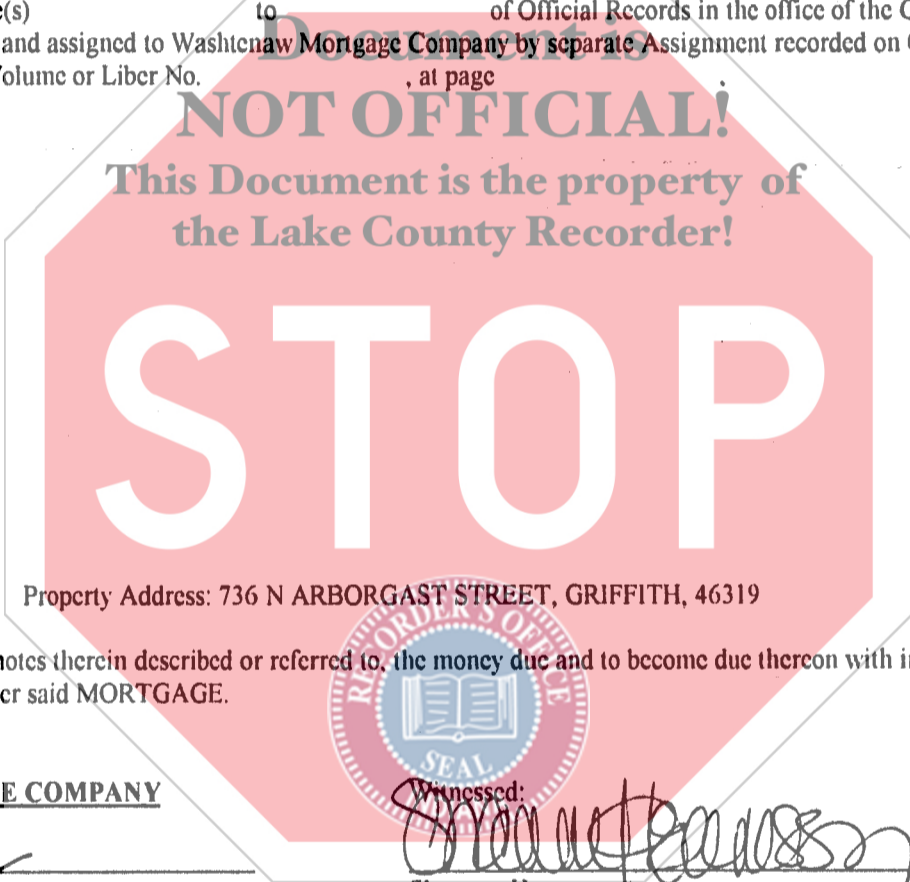 e(s) to of Official Records in the office of the
Document is
and assigned to Washtenaw Mortgage Company by separate Assignment recorded on
Volume or Liber No. , at page .
NOT OFFICIAL!
This Document is the property of
the Lake County Recorder!
STOP
Property Address: 736 N ARBORGAST STREET, GRIFFITH, 46319
RECORDER'S OFFICE
notes therein described or referred to, the money due and to become due thereon with
er said MORTGAGE.
SEAL
E COMPANY Witnessed: